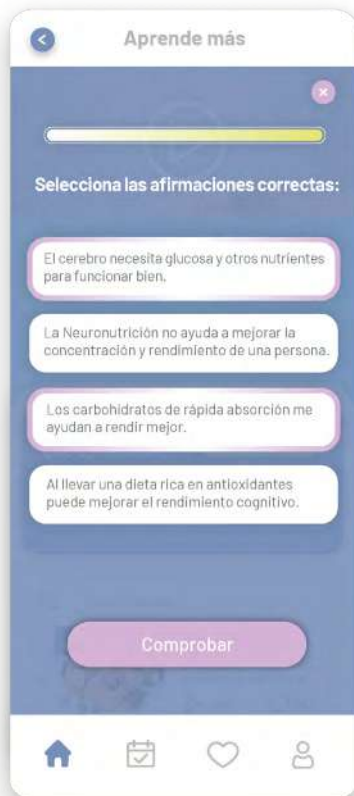 Aprende más
Selecciona las afirmaciones correctas:
El cerebro necesita glucosa y otros nutrientes
para funcionar bien.
La Neuronutrición no ayuda a mejorar la
concentración y rendimiento de una persona.
Los carbohidratos de rápida absorción me
ayudan a rendir mejor.
Al llevar una dieta rica en antioxidantes
puede mejorar el rendimiento cognitivo.
Comprobar